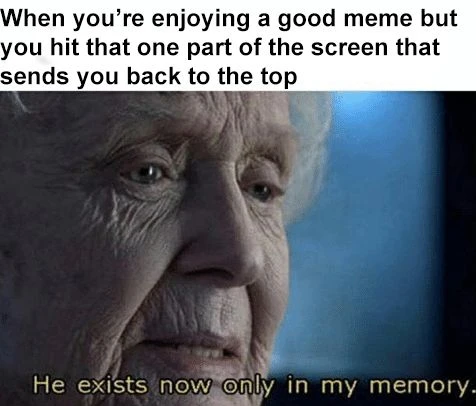 When you’re enjoying a good meme but
you hit that one part of the screen that
sends you back to the top
He exists now only in my memory.